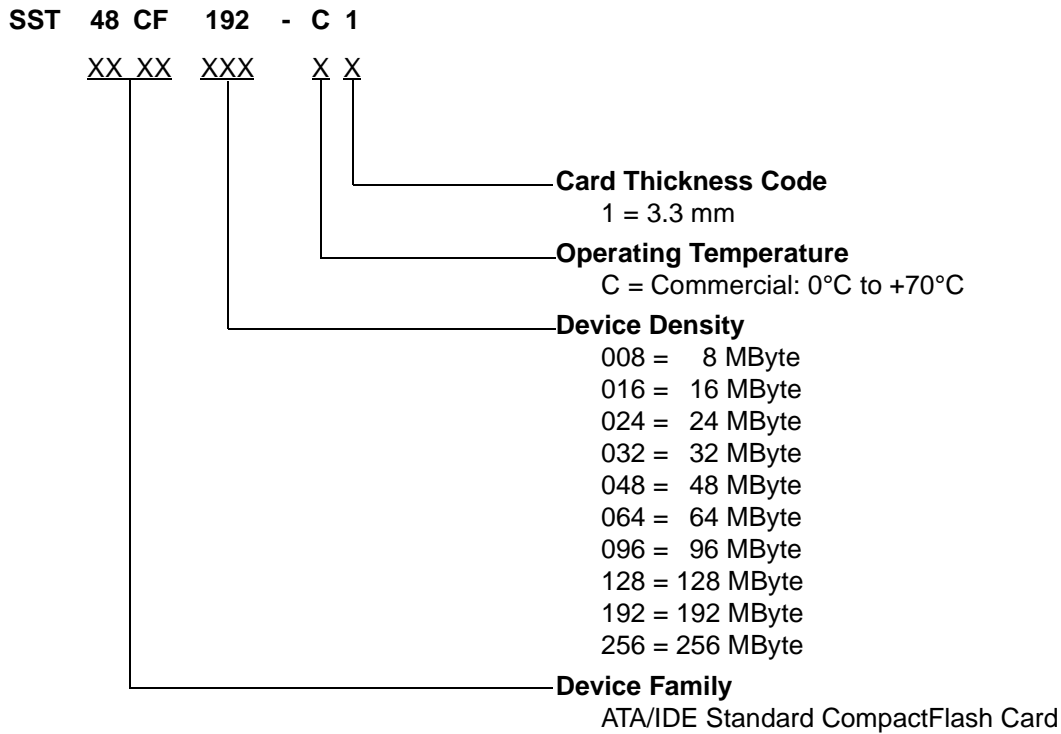 SST 48 CF 192 - C 1
XX XX XXX X X
Card Thickness Code
1 = 3.3 mm
Operating Temperature
C = Commercial: 0°C to +70°C
Device Density
008 = 8 MByte
016 = 16 MByte
024 = 24 MByte
032 = 32 MByte
048 = 48 MByte
064 = 64 MByte
096 = 96 MByte
128 = 128 MByte
192 = 192 MByte
256 = 256 MByte
Device Family
ATA/IDE Standard CompactFlash Card